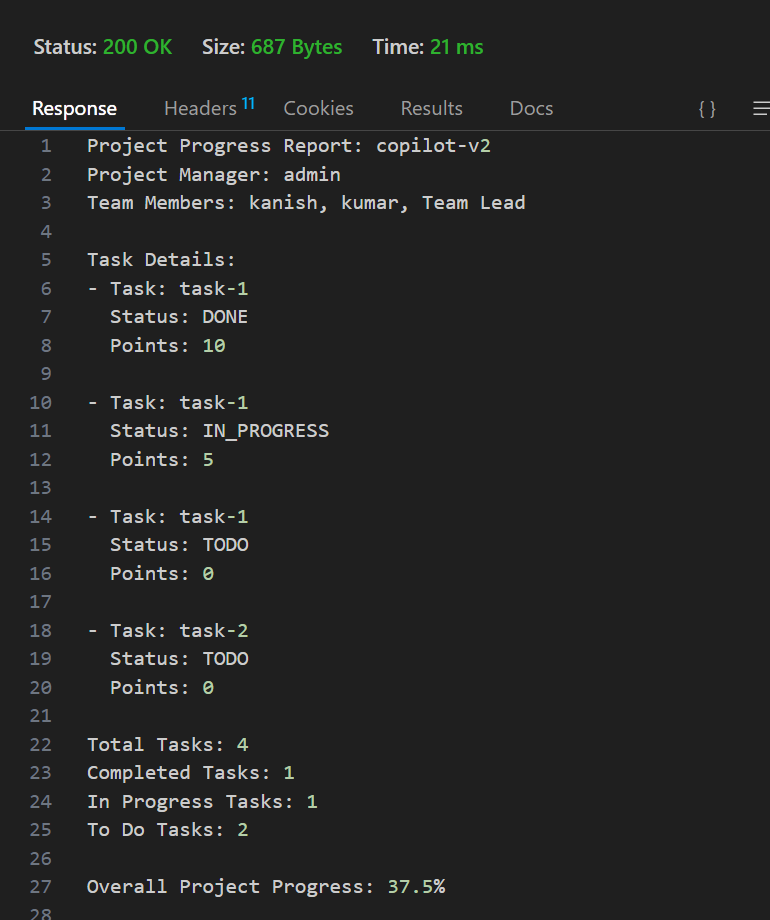 Status: 200 OK Size: 687 Bytes Time: 21 ms
Response Headers 11 Cookies Results Docs { }
1 Project Progress Report: copilot-v2
2 Project Manager: admin
3 Team Members: kanish, kumar, Team Lead
4
5 Task Details:
6 - Task: task-1
7 Status: DONE
8 Points: 10
9
10 - Task: task-1
11 Status: IN_PROGRESS
12 Points: 5
13
14 - Task: task-1
15 Status: TODO
16 Points: 0
17
18 - Task: task-2
19 Status: TODO
20 Points: 0
21
22 Total Tasks: 4
23 Completed Tasks: 1
24 In Progress Tasks: 1
25 To Do Tasks: 2
26
27 Overall Project Progress: 37.5%
28